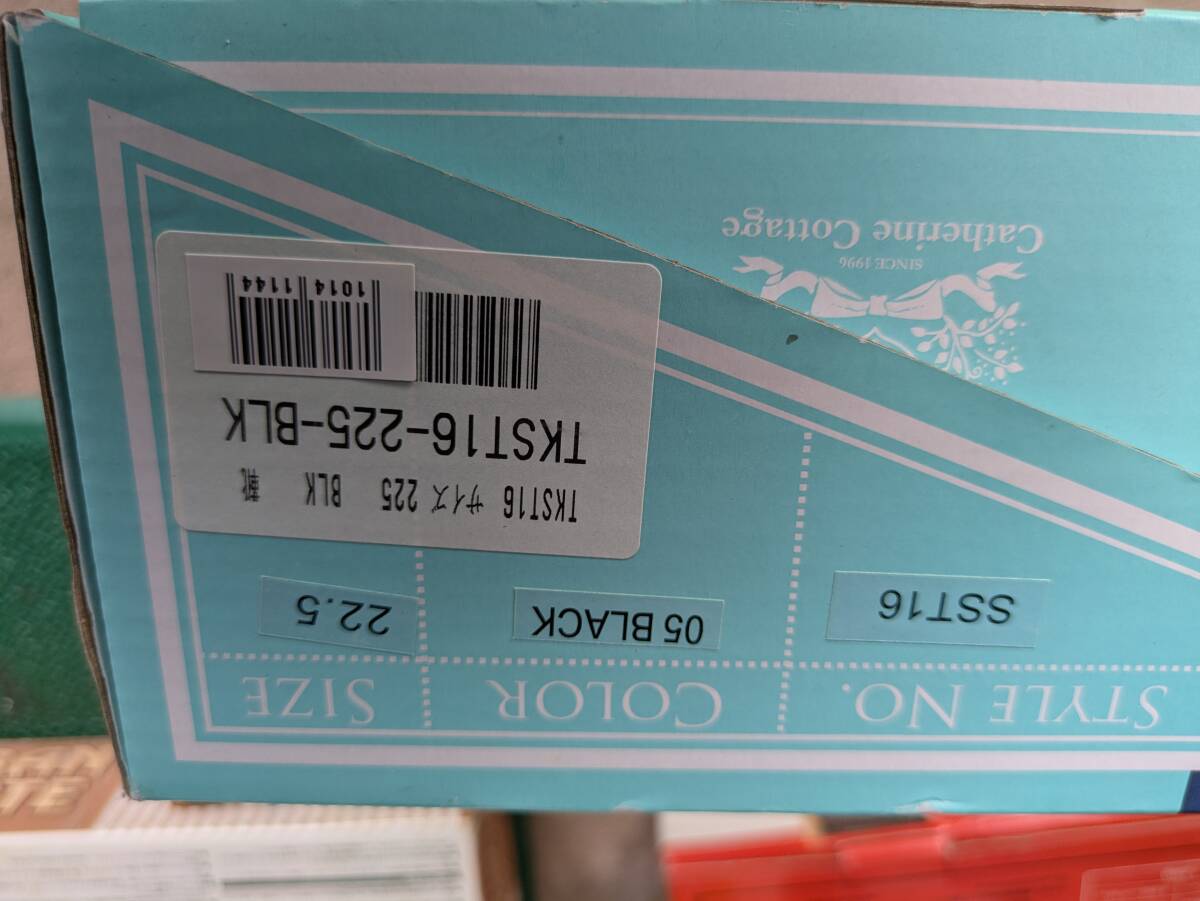 STYLE NO.
COLOR
SIZE
SST16
05 BLACK
22.5
TKST16 サイズ 225 BLK 靴
TKST16-225-BLK
1014 1144
SINCE 1996
Catherine Cottage